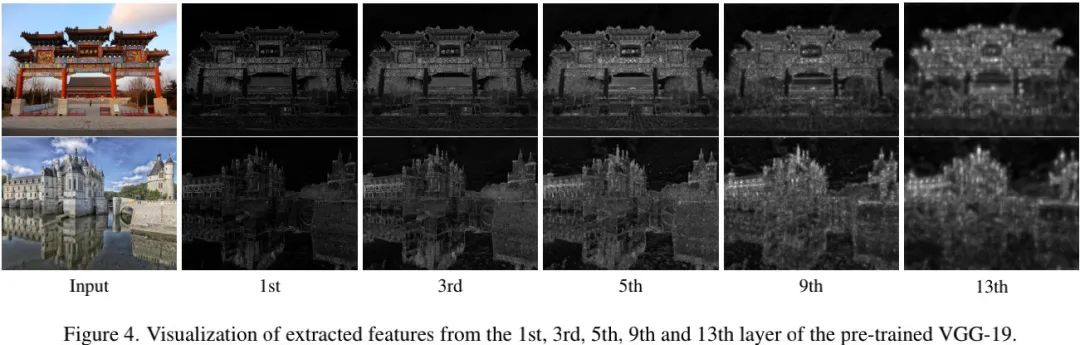 Input 1st 3rd 5th 9th 13th
Figure 4. Visualization of extracted features from the 1st, 3rd, 5th, 9th and 13th layer of the pre-trained VGG-19.